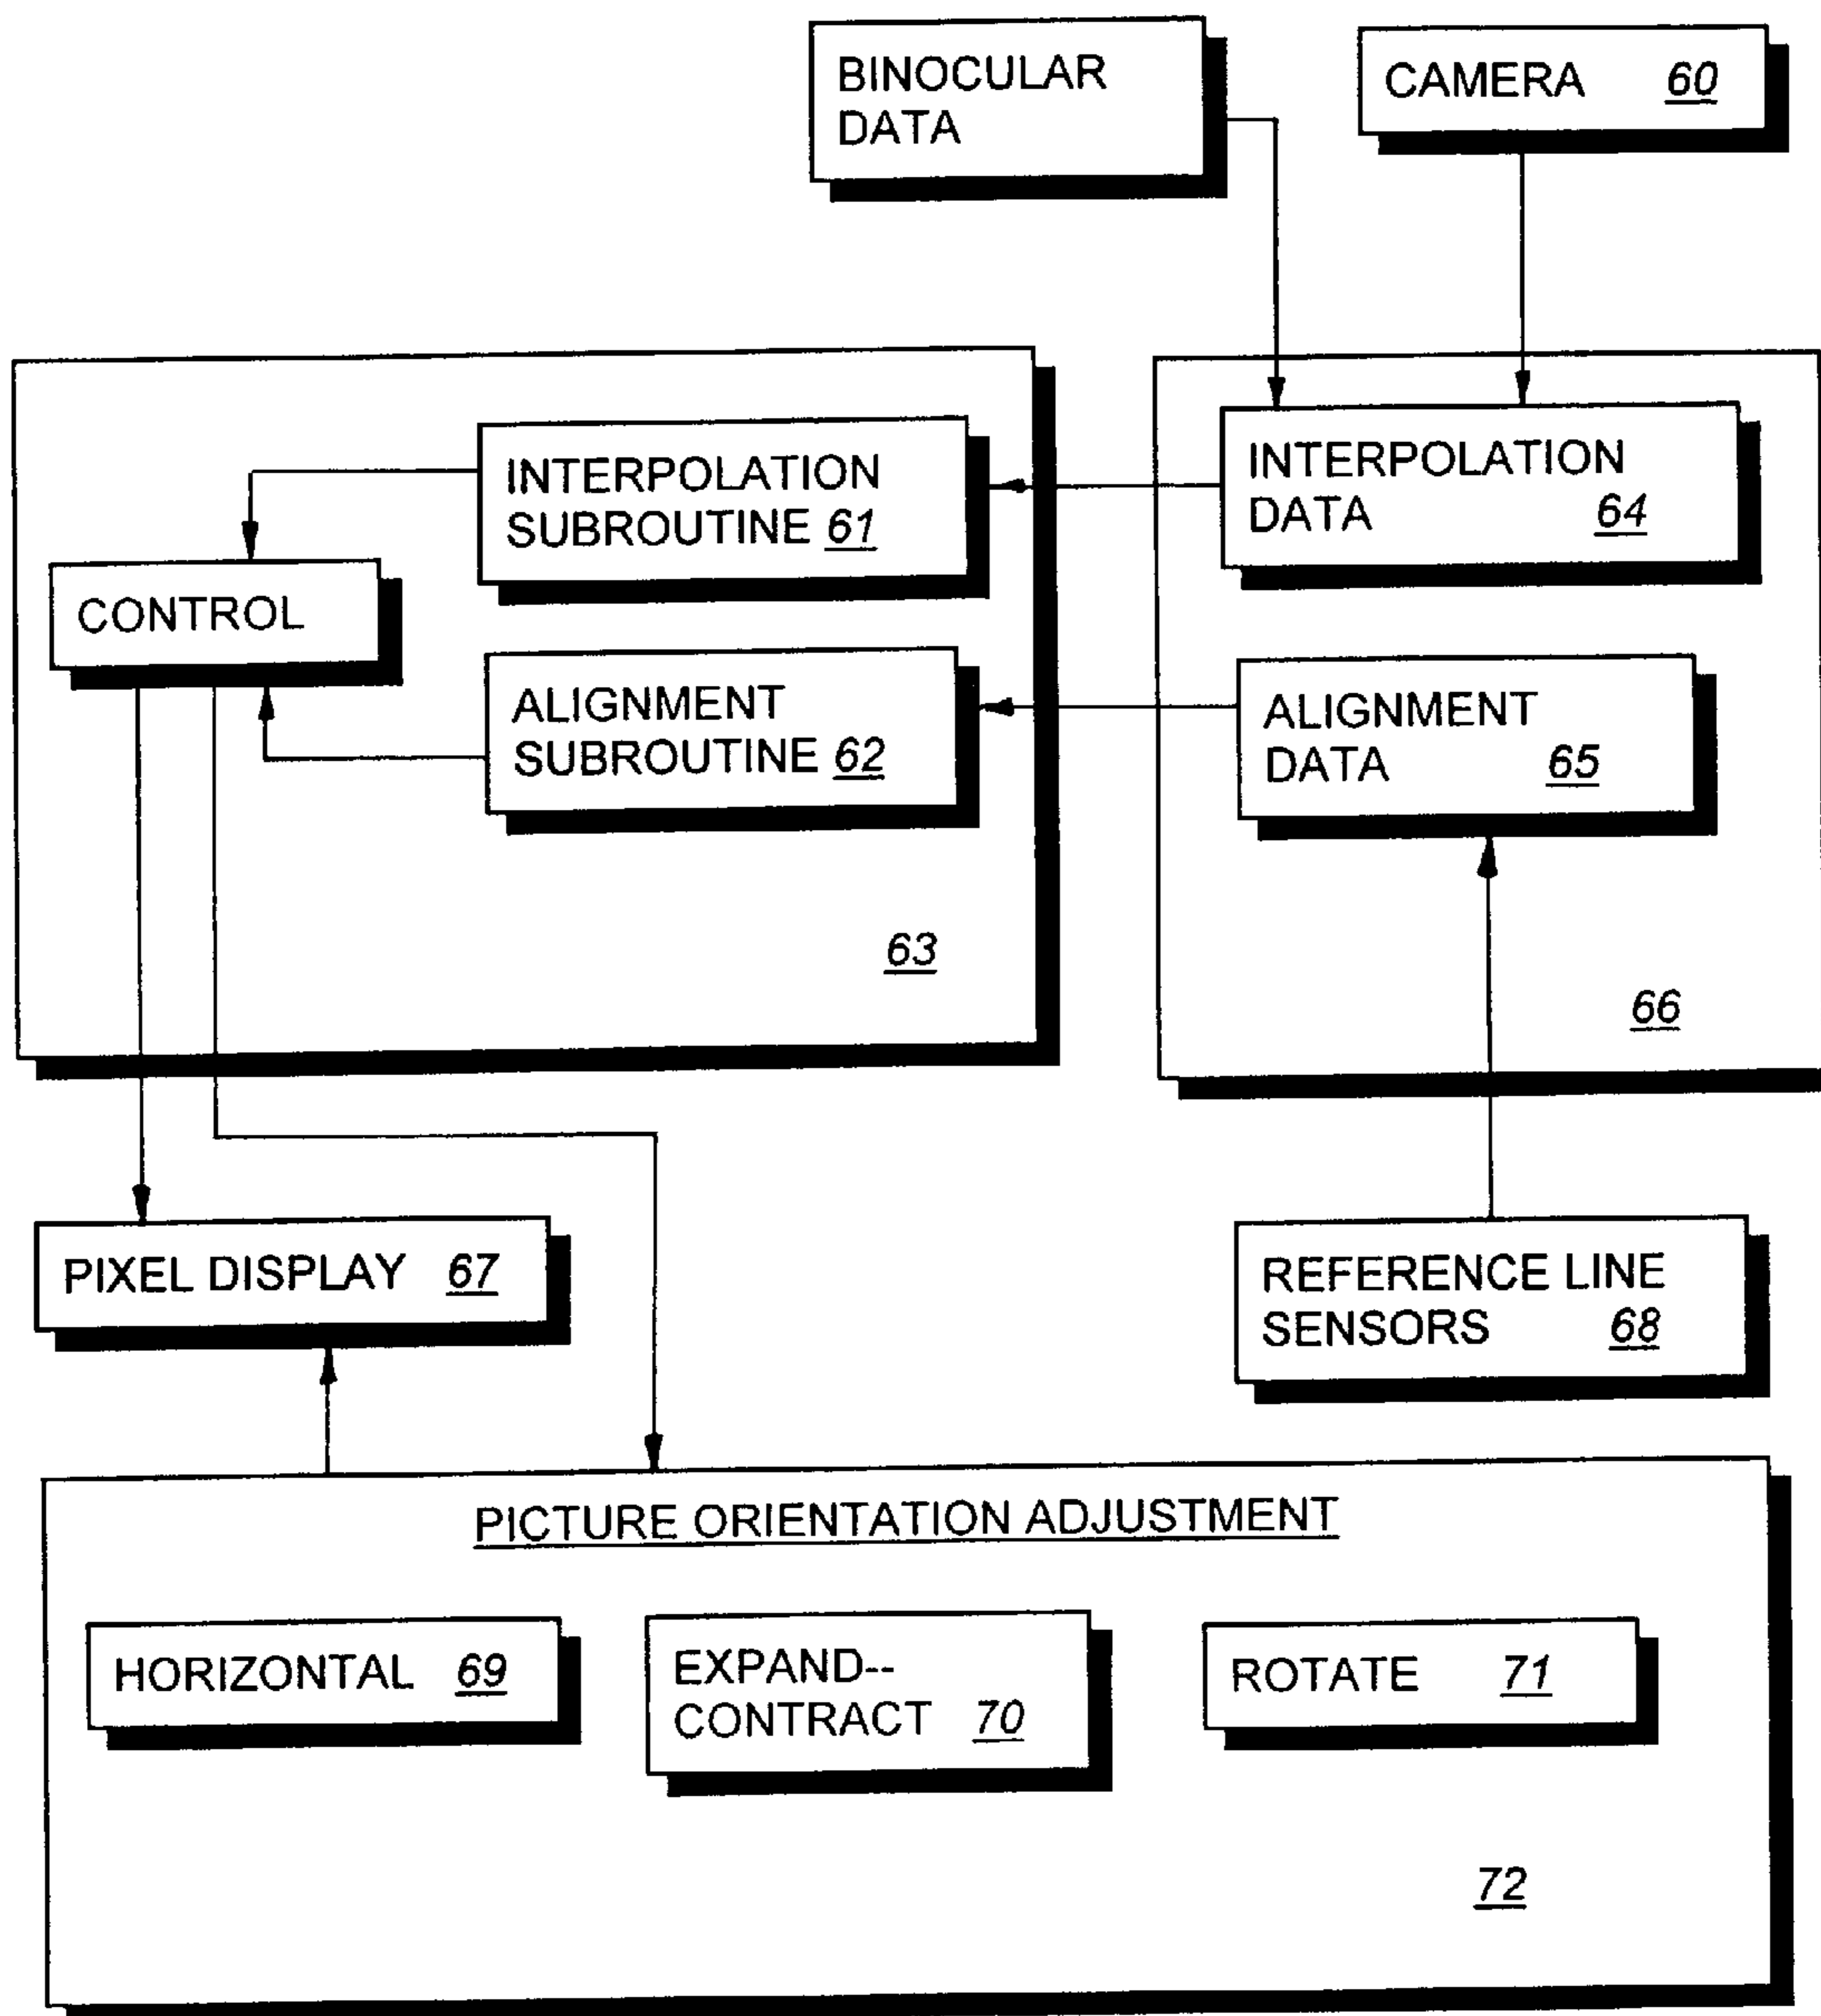 BINOCULAR
DATA
CAMERA 60
INTERPOLATION
SUBROUTINE 61
INTERPOLATION
DATA 64
CONTROL
ALIGNMENT
SUBROUTINE 62
ALIGNMENT
DATA 65
63
66
PIXEL DISPLAY 67
REFERENCE LINE
SENSORS 68
PICTURE ORIENTATION ADJUSTMENT
HORIZONTAL 69
EXPAND--
CONTRACT 70
ROTATE 71
72